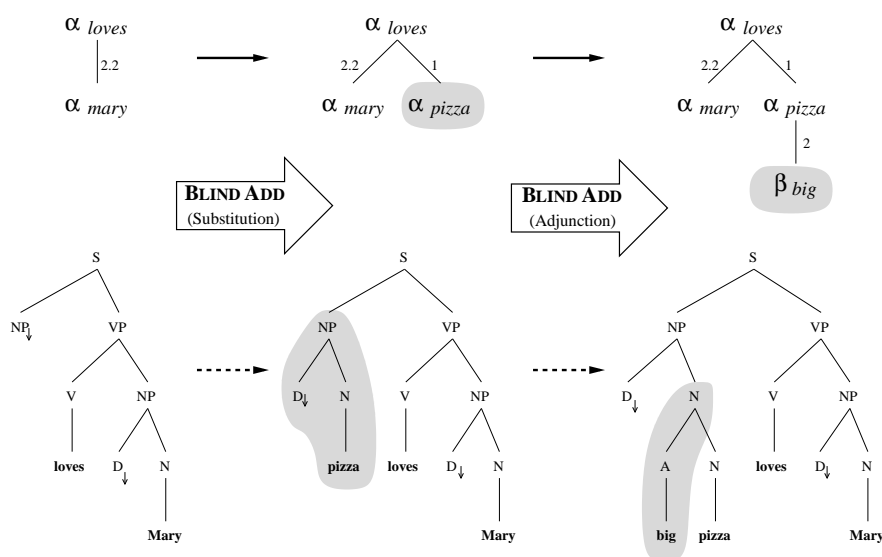 α loves α loves α loves
2.2 2.2 1 2.2 1
α mary α mary α pizza α mary α pizza
2
β big
BLIND ADD BLIND ADD
(Substitution) (Adjunction)
S S S
NP↓ VP NP VP NP VP
V NP D↓ N V NP D↓ N V NP
loves D↓ N pizza loves D↓ N A N loves D↓ N
Mary Mary big pizza Mary